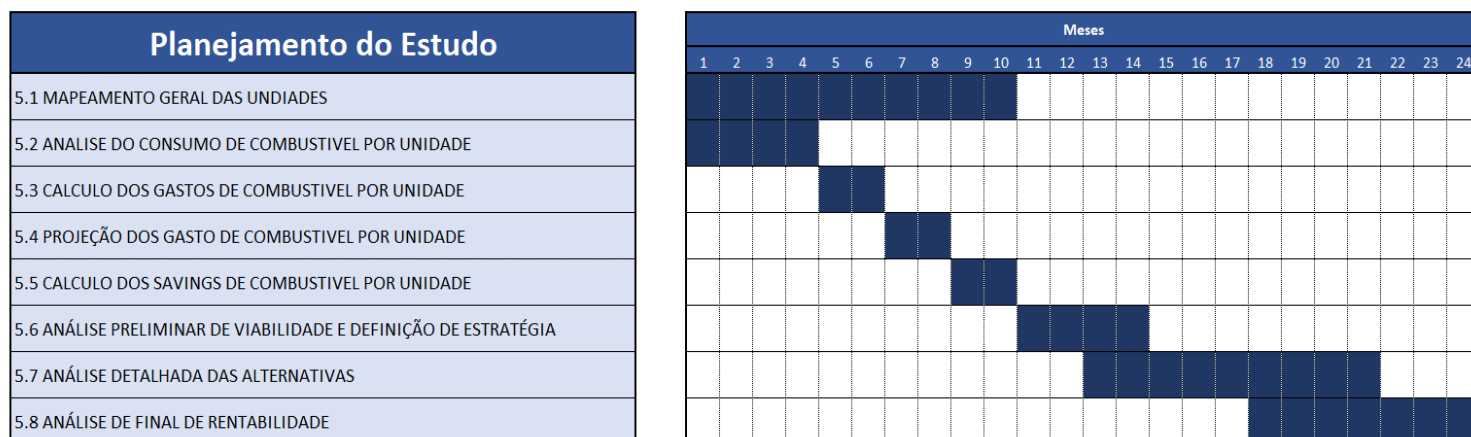 Planejamento do Estudo
Meses
1 2 3 4 5 6 7 8 9 10 11 12 13 14 15 16 17 18 19 20 21 22 23 24
5.1 MAPEAMENTO GERAL DAS UNDIADES
5.2 ANALISE DO CONSUMO DE COMBUSTIVEL POR UNIDADE
5.3 CALCULO DOS GASTOS DE COMBUSTIVEL POR UNIDADE
5.4 PROJEÇÃO DOS GASTO DE COMBUSTIVEL POR UNIDADE
5.5 CALCULO DOS SAVINGS DE COMBUSTIVEL POR UNIDADE
5.6 ANÁLISE PRELIMINAR DE VIABILIDADE E DEFINIÇÃO DE ESTRATÉGIA
5.7 ANÁLISE DETALHADA DAS ALTERNATIVAS
5.8 ANÁLISE DE FINAL DE RENTABILIDADE